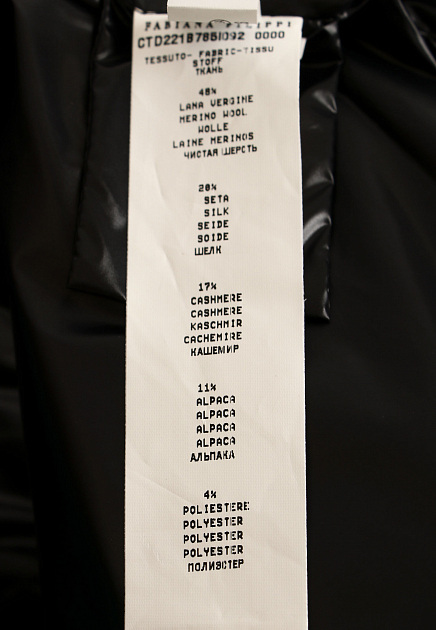 FABIANA FILIPPI
CTD221B785I092 0000
TESSUTO- FABRIC-TISSU
STOFF
ТКАНЬ
48%
LANA VERGINE
MERINO WOOL
WOLLE
LAINE MERINOS
ЧИСТАЯ ШЕРСТЬ
20%
SETA
SILK
SEIDE
SOIDE
ШЕЛК
17%
CASHMERE
CASHMERE
KASCHMIR
CACHEMIRE
КАШЕМИР
11%
ALPACA
ALPACA
ALPACA
ALPACA
АЛЬПАКА
4%
POLIESTERE
POLYESTER
POLYESTER
POLYESTER
ПОЛИЭСТЕР